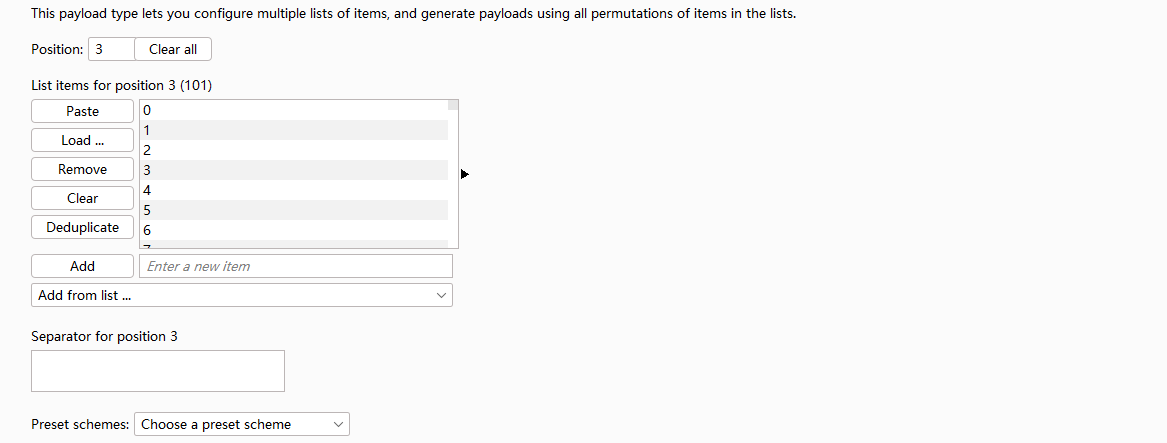 This payload type lets you configure multiple lists of items, and generate payloads using all permutations of items in the lists.
Position: 3 Clear all
List items for position 3 (101)
Paste
Load ...
Remove
Clear
Deduplicate
0
1
2
3
4
5
6
Add Enter a new item
Add from list ...
Separator for position 3
Preset schemes: Choose a preset scheme